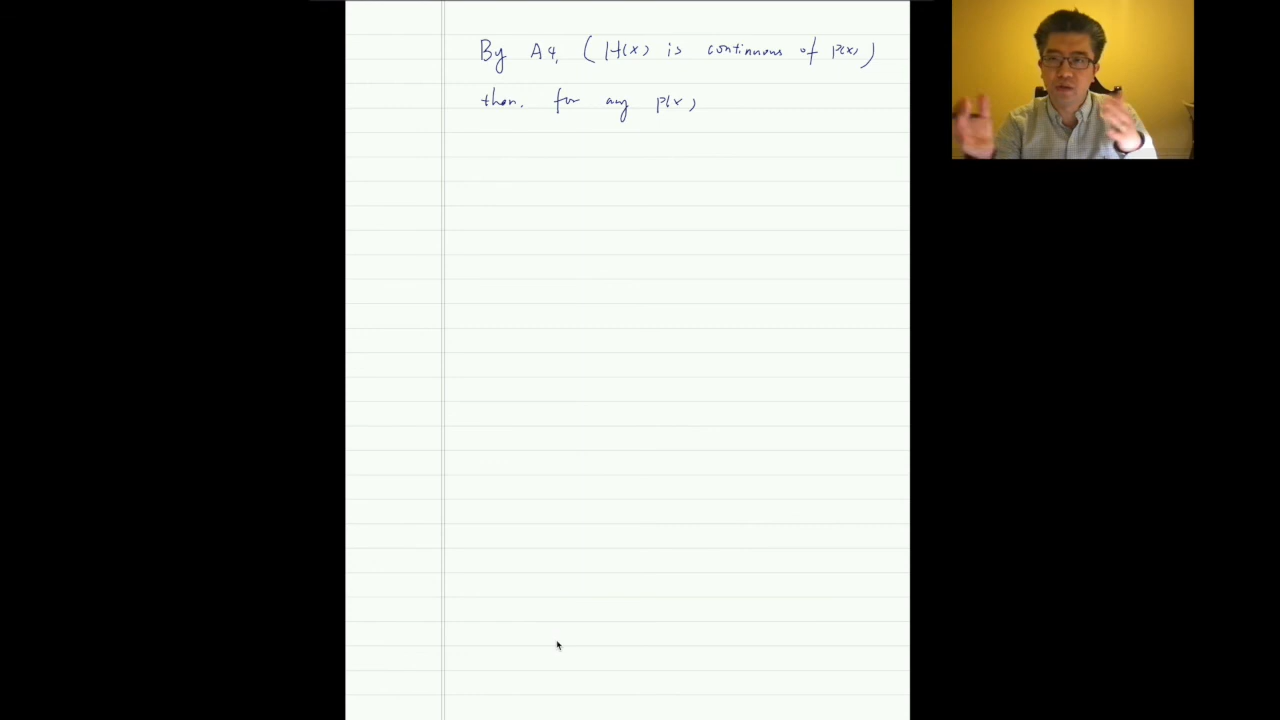 By A4, (H(x) is continuous of p(x))
then, for any p(x)